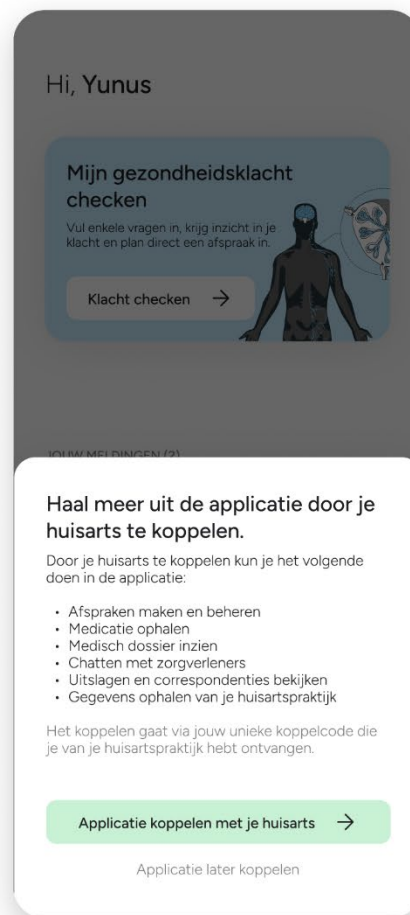 Hi, Yunus
Mijn gezondheidsklacht
checken
Vul enkele vragen in, krijg inzicht in je
klacht en plan direct een afspraak in.
Klacht checken →
JOUW MELDINGEN (2)
Haal meer uit de applicatie door je
huisarts te koppelen.
Door je huisarts te koppelen kun je het volgende
doen in de applicatie:
• Afspraken maken en beheren
• Medicatie ophalen
• Medisch dossier inzien
• Chatten met zorgverleners
• Uitslagen en correspondenties bekijken
• Gegevens ophalen van je huisartspraktijk
Het koppelen gaat via jouw unieke koppelcode die
je van je huisartspraktijk hebt ontvangen.
Applicatie koppelen met je huisarts →
Applicatie later koppelen